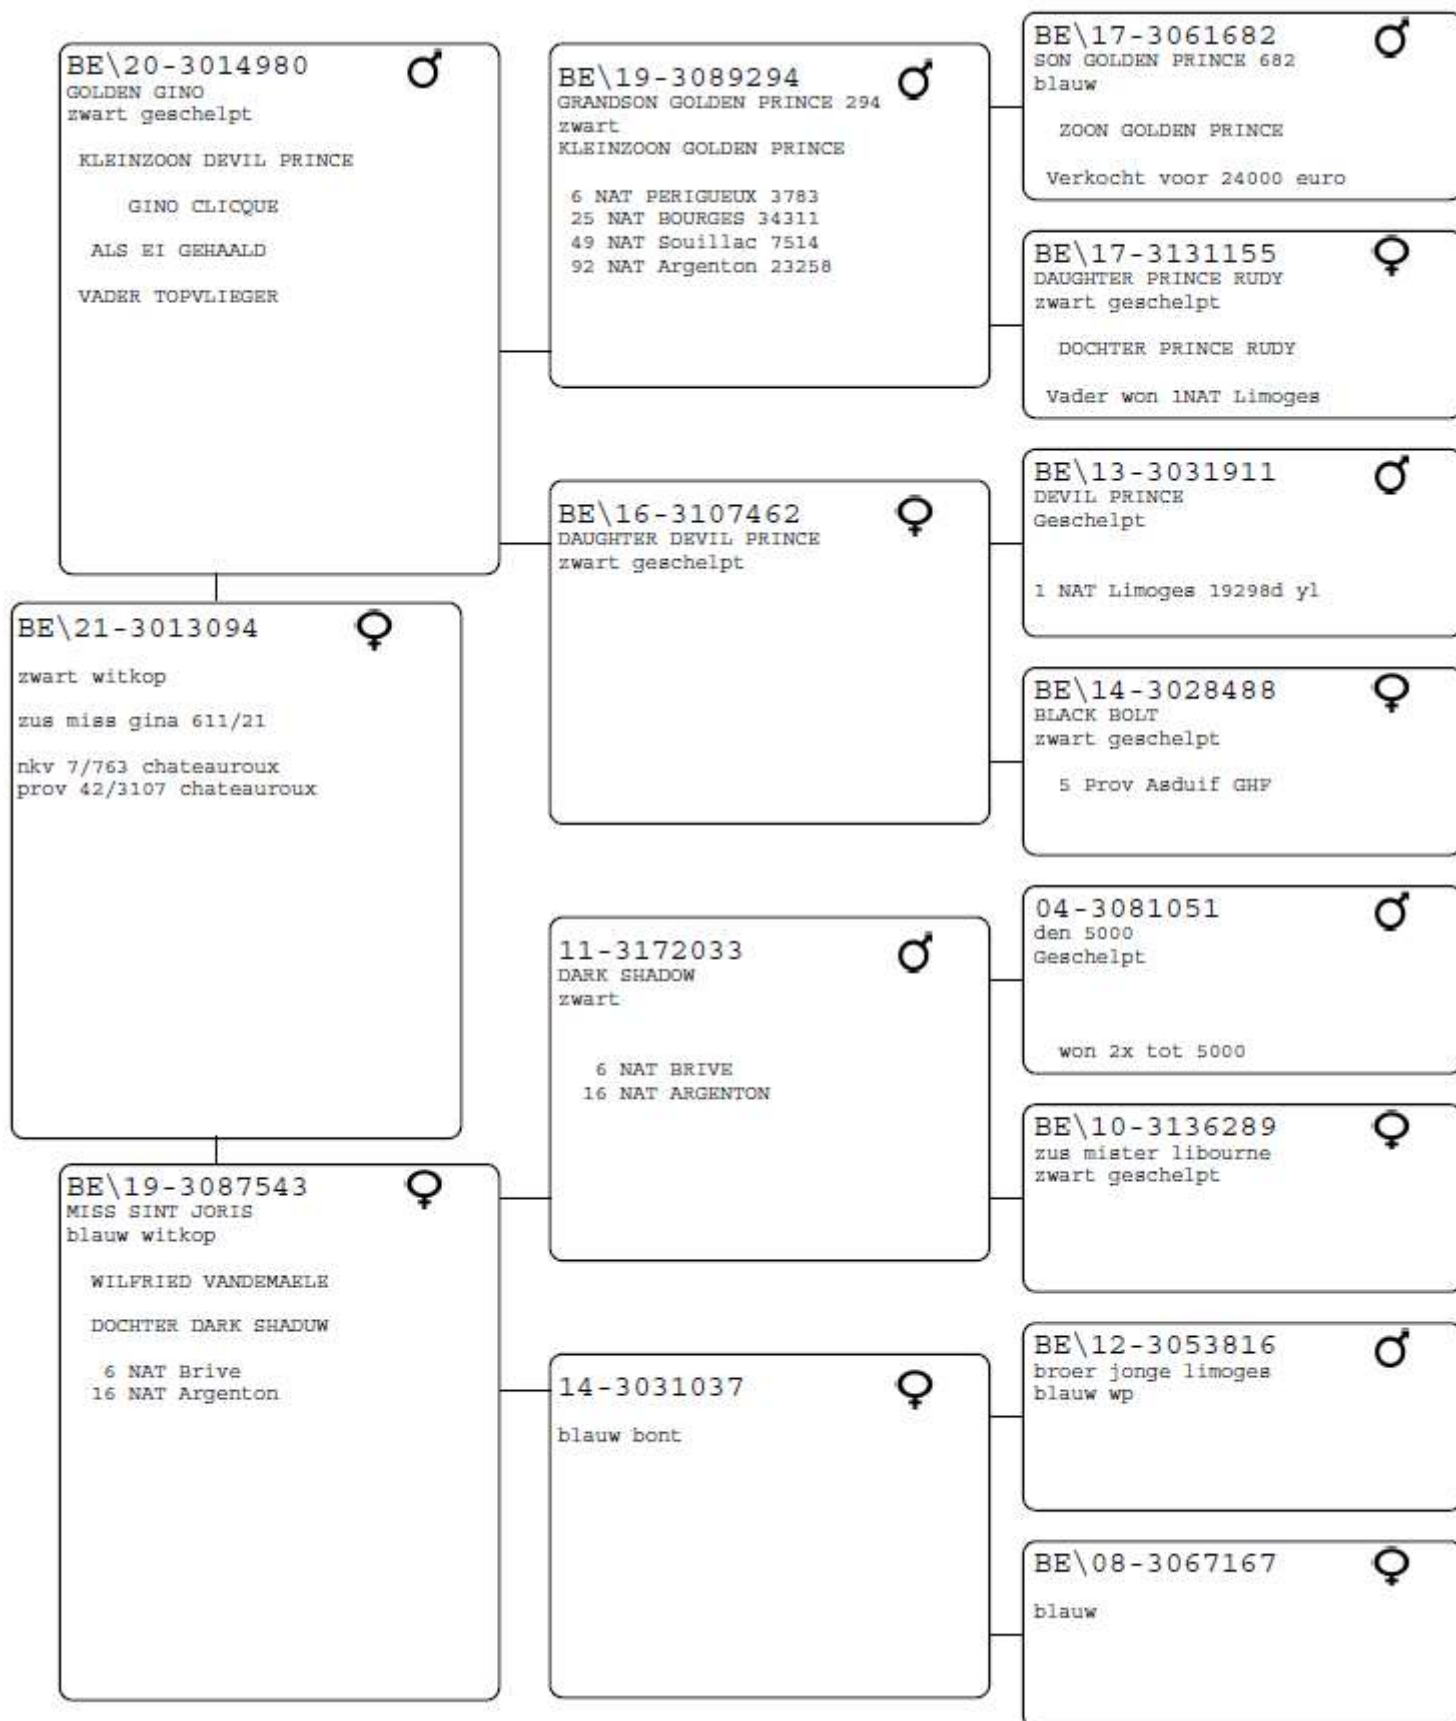 BE\20-3014980
GOLDEN GINO
zwart geschelpt
KLEINZOON DEVIL PRINCE
GINO CLICQUE
ALS EI GEHAALD
VADER TOPVLIEGER
BE\21-3013094
zwart witkop
zus miss gina 611/21
nkv 7/763 chateauroux
prov 42/3107 chateauroux
BE\19-3087543
MISS SINT JORIS
blauw witkop
WILFRIED VANDEMAELE
DOCHTER DARK SHADUW
6 NAT Brive
16 NAT Argenton
BE\19-3089294
GRANDSON GOLDEN PRINCE 294
zwart
KLEINZOON GOLDEN PRINCE
6 NAT PERIGUEUX 3783
25 NAT BOURGES 34311
49 NAT Souillac 7514
92 NAT Argenton 23258
BE\16-3107462
DAUGHTER DEVIL PRINCE
zwart geschelpt
11-3172033
DARK SHADOW
zwart
6 NAT BRIVE
16 NAT ARGENTON
14-3031037
blauw bont
BE\17-3061682
SON GOLDEN PRINCE 682
blauw
ZOON GOLDEN PRINCE
Verkocht voor 24000 euro
BE\17-3131155
DAUGHTER PRINCE RUDY
zwart geschelpt
DOCHTER PRINCE RUDY
Vader won 1NAT Limoges
BE\13-3031911
DEVIL PRINCE
Geschelpt
1 NAT Limoges 19298d yl
BE\14-3028488
BLACK BOLT
zwart geschelpt
5 Prov Asduif GHF
04-3081051
den 5000
Geschelpt
won 2x tot 5000
BE\10-3136289
zus mister libourne
zwart geschelpt
BE\12-3053816
broer jonge limoges
blauw wp
BE\08-3067167
blauw